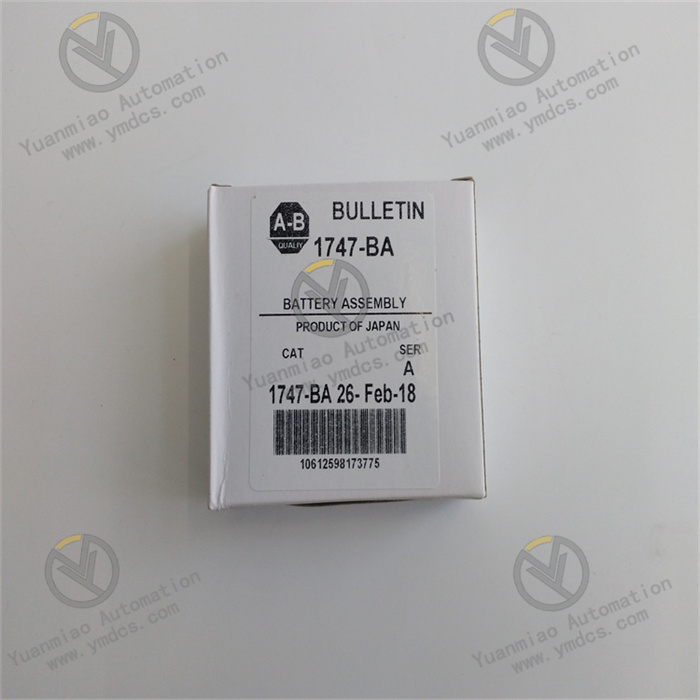 Yuanmiao Automation
www.ymdcs.com
Yuanmiao Automation
www.ymdcs.com
A-B
QUALIY
BULLETIN
1747-BA
BATTERY ASSEMBLY
PRODUCT OF JAPAN
CAT
SER
A
Yuanmiao Automation
www.ymdcs.com
1747-BA 26- Feb-18
10612598173775
Yuanmiao Automation
www.ymdcs.com
Yuanmiao Automation
www.ymdcs.com